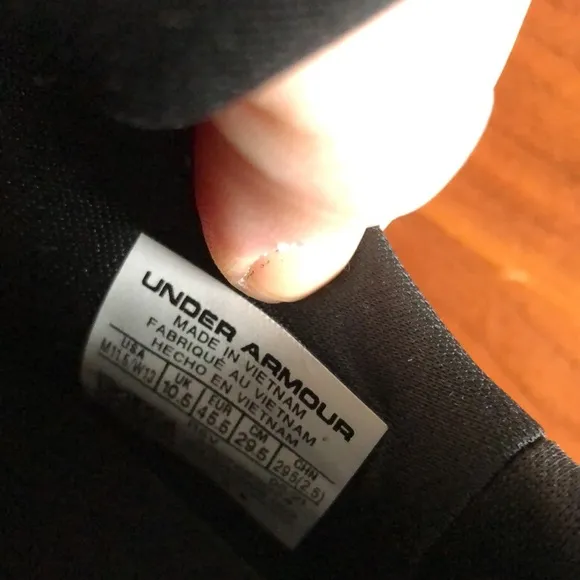 UNDER ARMOUR
MADE IN VIETNAM
FABRIQUÉ AU VIETNAM
HECHO EN VIETNAM
USA UK EUR CM CHN
M11.5/W13 10.5 45.5 29.5 295(2.5)